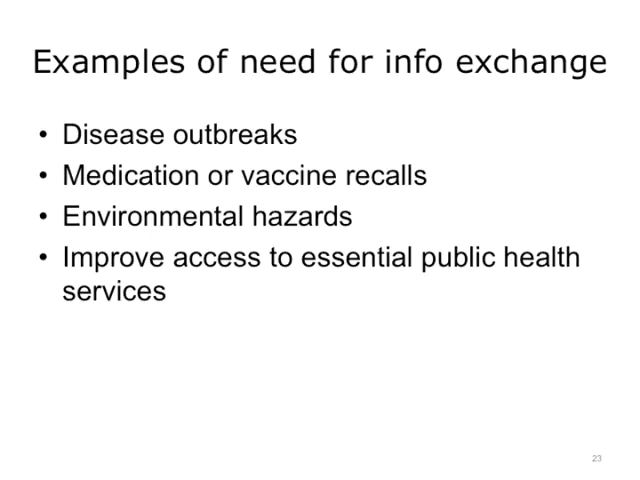 Examples of need for info exchange
• Disease outbreaks
• Medication or vaccine recalls
• Environmental hazards
• Improve access to essential public health
services
23